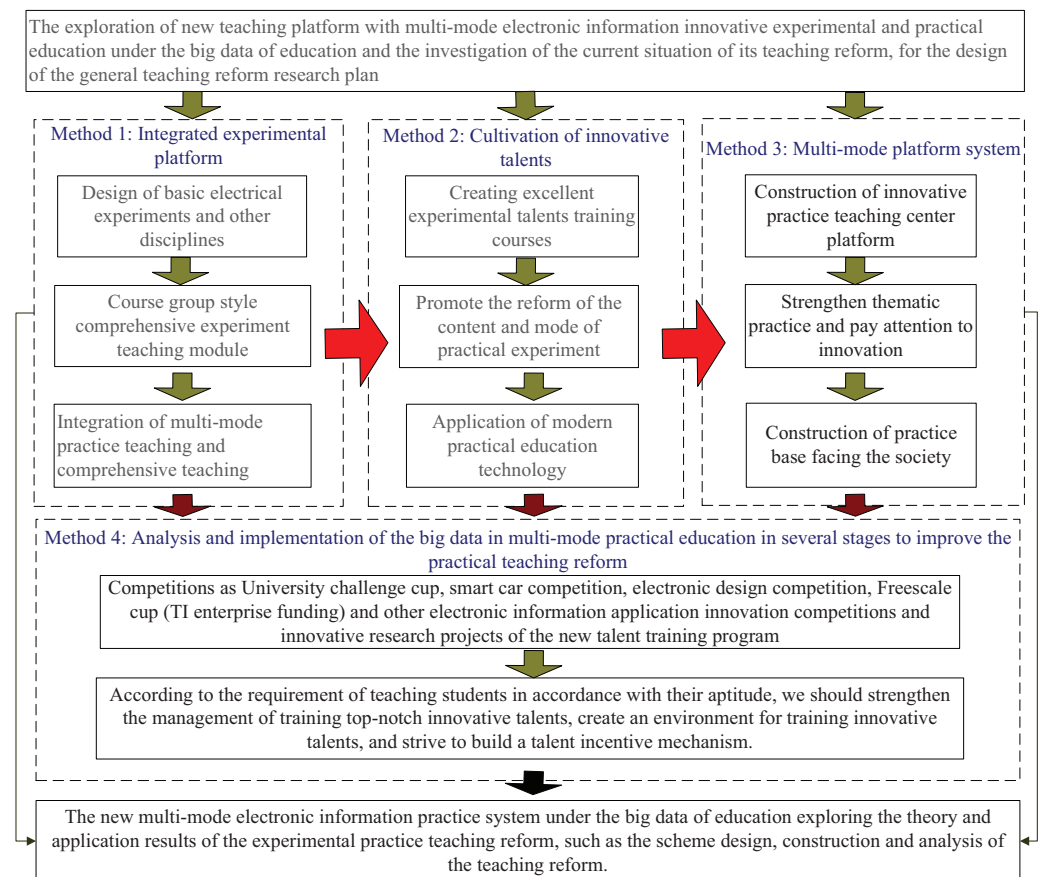 The exploration of new teaching platform with multi-mode electronic information innovative experimental and practical
education under the big data of education and the investigation of the current situation of its teaching reform, for the design
of the general teaching reform research plan
Method 1: Integrated experimental
platform
Design of basic electrical
experiments and other
disciplines
Course group style
comprehensive experiment
teaching module
Integration of multi-mode
practice teaching and
comprehensive teaching
Method 2: Cultivation of innovative
talents
Creating excellent
experimental talents training
courses
Promote the reform of the
content and mode of
practical experiment
Application of modern
practical education
technology
Method 3: Multi-mode platform system
Construction of innovative
practice teaching center
platform
Strengthen thematic
practice and pay attention to
innovation
Construction of practice
base facing the society
Method 4: Analysis and implementation of the big data in multi-mode practical education in several stages to improve the
practical teaching reform
Competitions as University challenge cup, smart car competition, electronic design competition, Freescale
cup (TI enterprise funding) and other electronic information application innovation competitions and
innovative research projects of the new talent training program
According to the requirement of teaching students in accordance with their aptitude, we should strengthen
the management of training top-notch innovative talents, create an environment for training innovative
talents, and strive to build a talent incentive mechanism.
The new multi-mode electronic information practice system under the big data of education exploring the theory and
application results of the experimental practice teaching reform, such as the scheme design, construction and analysis of
the teaching reform.